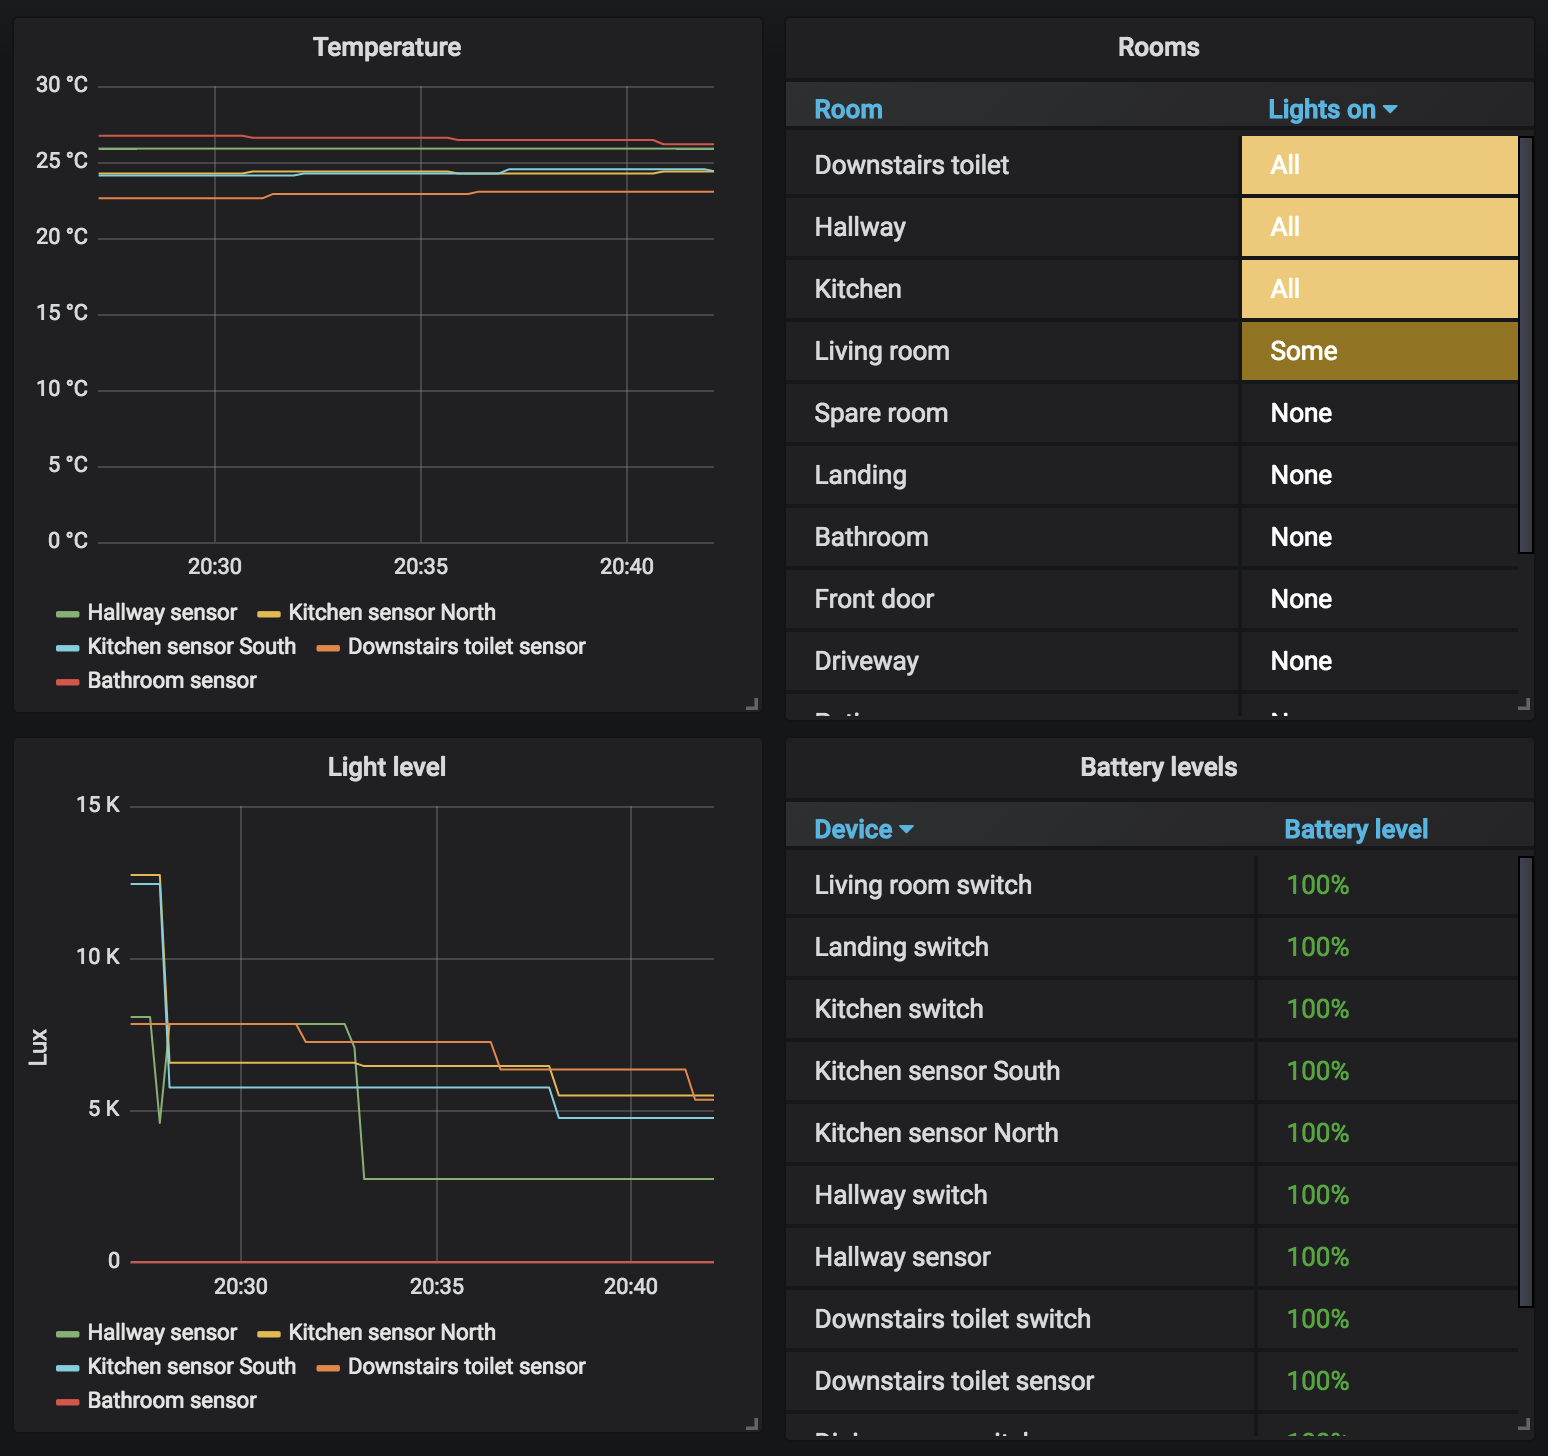 Temperature
30 °C
25 °C
20 °C
15 °C
10 °C
5 °C
0 °C
20:30 20:35 20:40
Hallway sensor Kitchen sensor North
Kitchen sensor South Downstairs toilet sensor
Bathroom sensor
Rooms
Room Lights on
Downstairs toilet All
Hallway All
Kitchen All
Living room Some
Spare room None
Landing None
Bathroom None
Front door None
Driveway None
Light level
15 K
10 K
5 K
0
Lux
20:30 20:35 20:40
Hallway sensor Kitchen sensor North
Kitchen sensor South Downstairs toilet sensor
Bathroom sensor
Battery levels
Device Battery level
Living room switch 100%
Landing switch 100%
Kitchen switch 100%
Kitchen sensor South 100%
Kitchen sensor North 100%
Hallway switch 100%
Hallway sensor 100%
Downstairs toilet switch 100%
Downstairs toilet sensor 100%